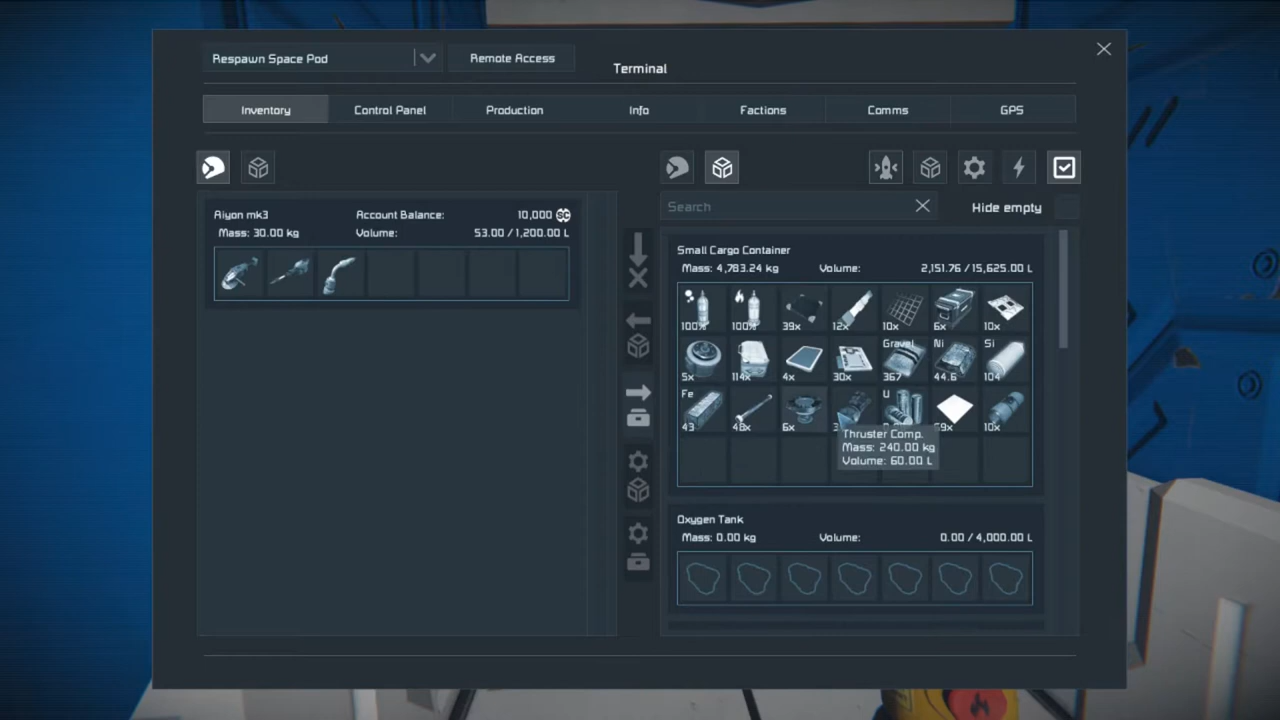 Respawn Space Pod
Remote Access
Terminal
Inventory
Control Panel
Production
Info
Factions
Comms
GPS
Aiyon mk3
Account Balance:
10,000
Mass: 30.00 kg
Volume:
53.00 / 1,200.00 L
Search
Hide empty
Small Cargo Container
Mass: 4,783.24 kg
Volume:
2,151.76 / 15,625.00 L
100%
100%
39x
12x
10x
6x
10x
Gravel
Ni
Si
5x
114x
4x
30x
367
44.6
104
Fe
U
43
6x
10x
Thruster Comp.
Mass: 240.00 kg
Volume: 60.00 L
Oxygen Tank
Mass: 0.00 kg
Volume:
0.00 / 4,000.00 L